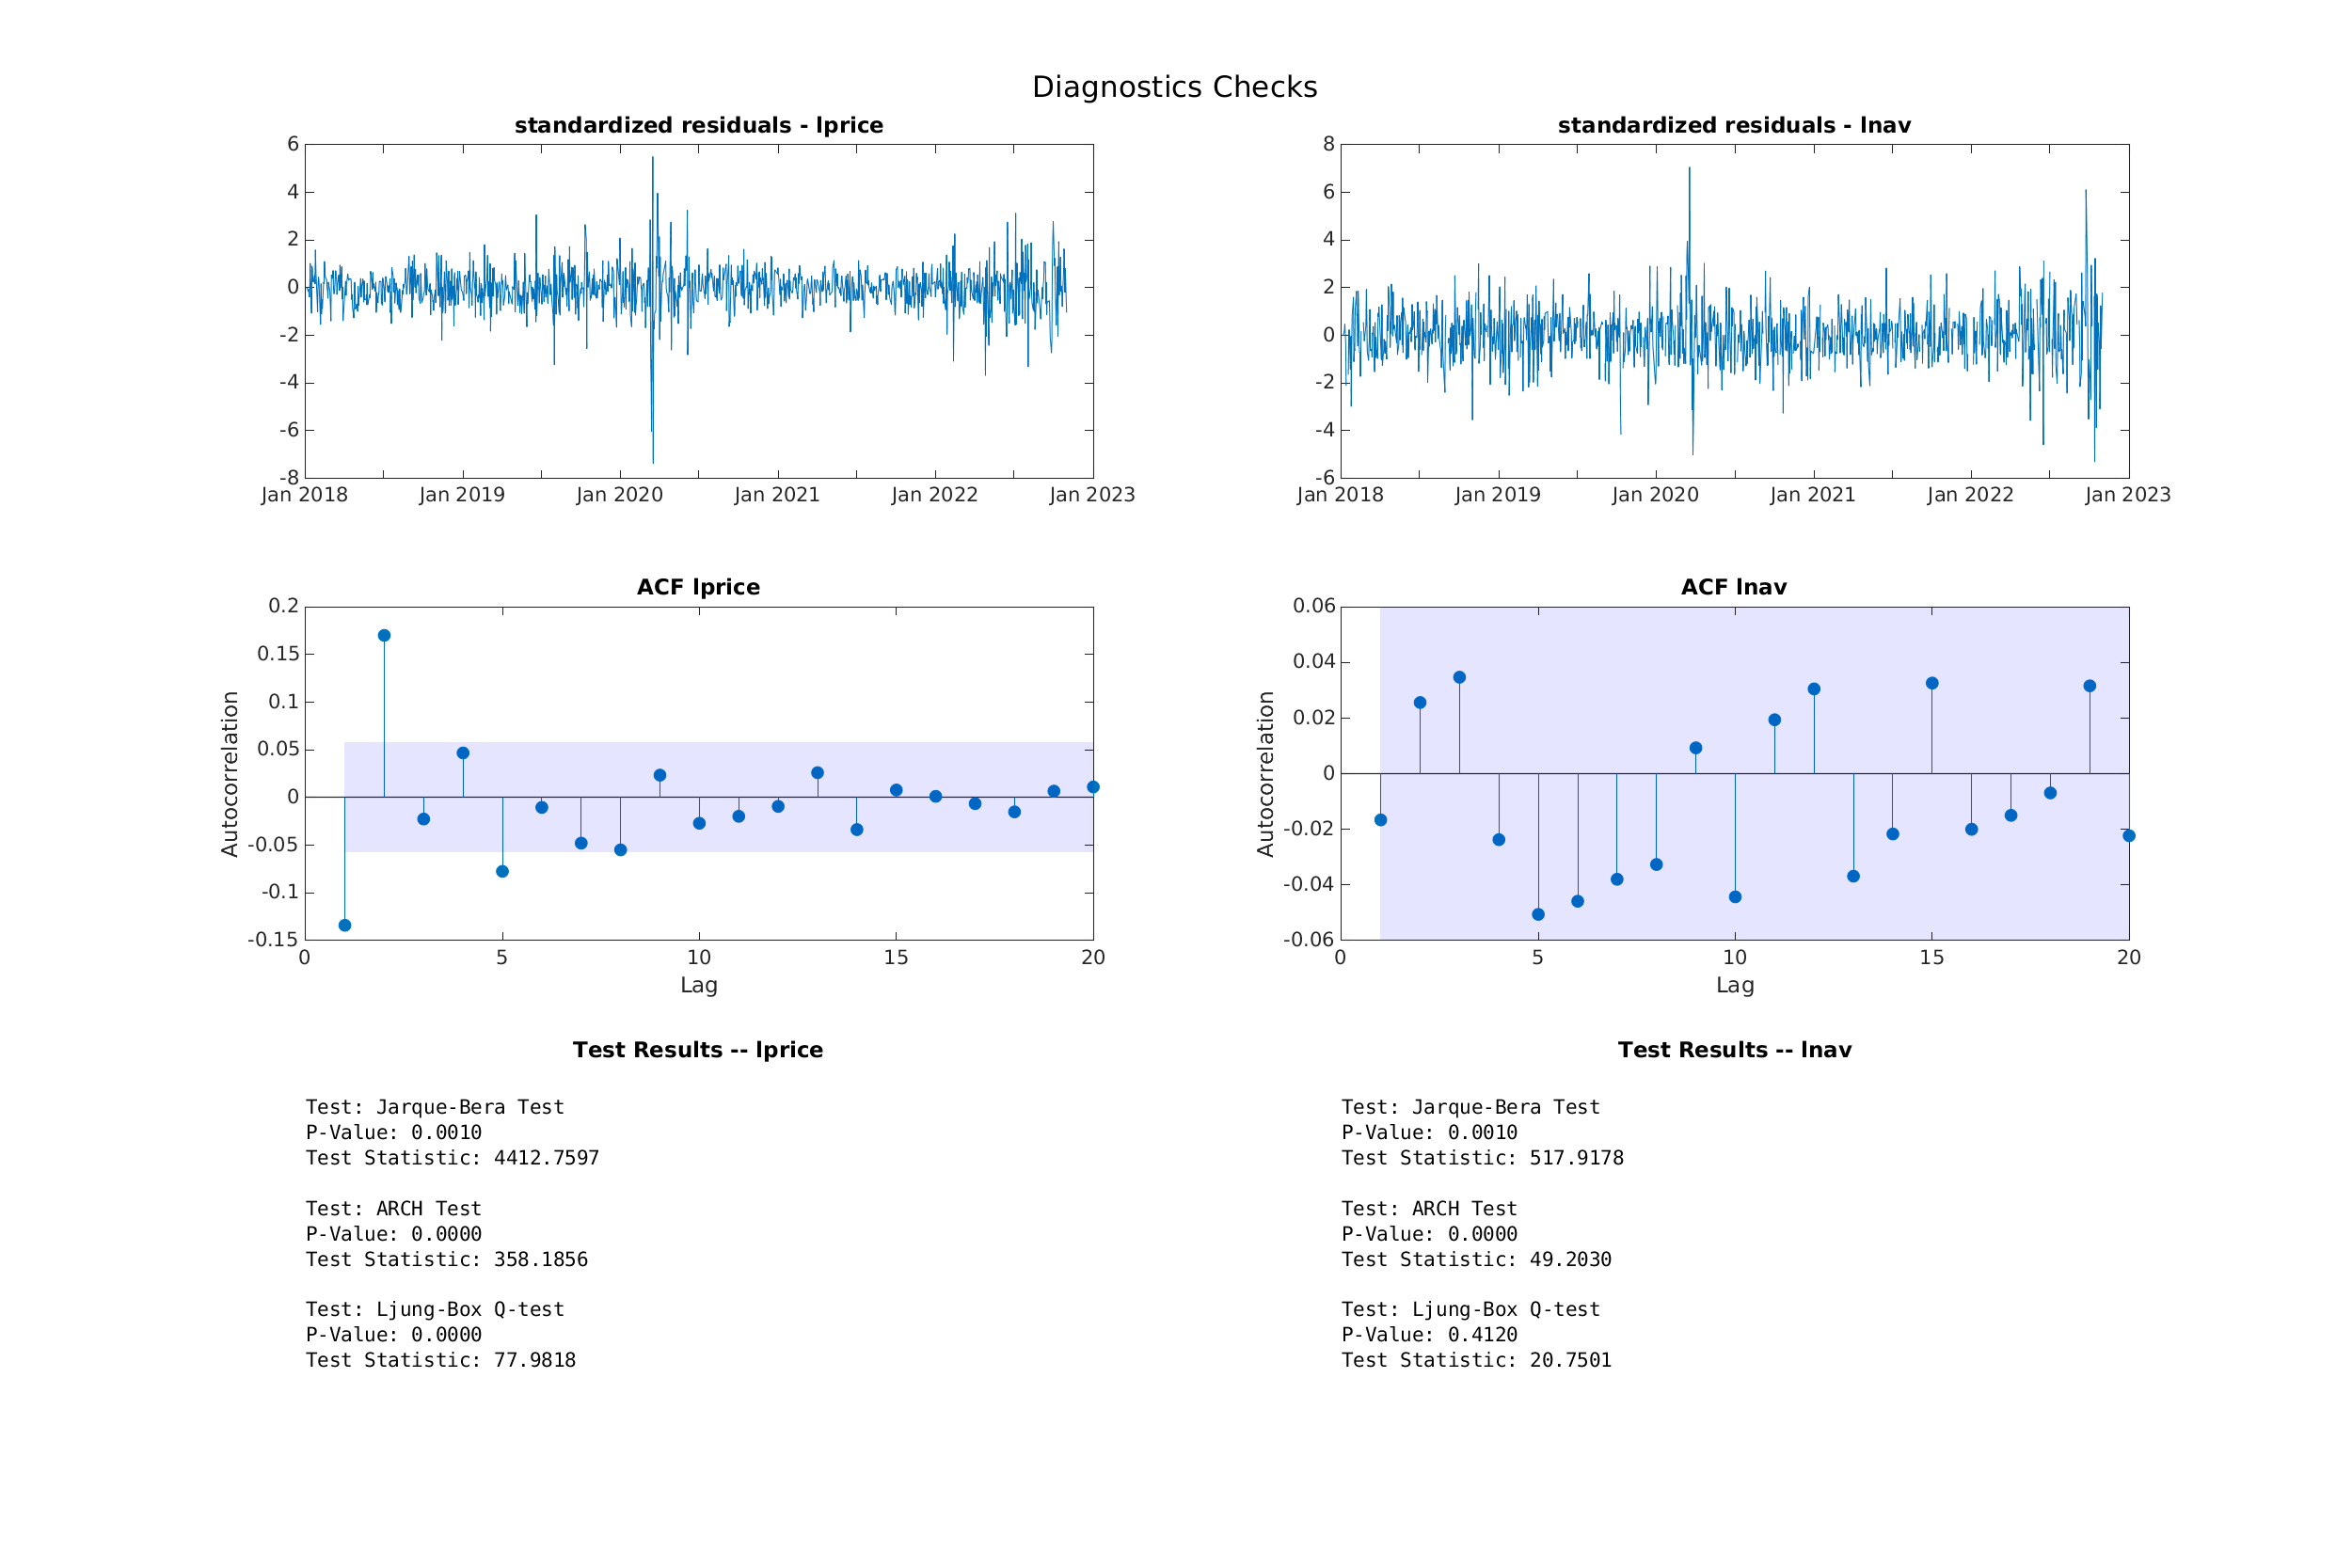 Diagnostics Checks
standardized residuals - lprice
6
4
2
0
-2
-4
-6
-8
Jan 2018 Jan 2019 Jan 2020 Jan 2021 Jan 2022 Jan 2023
standardized residuals - lnav
8
6
4
2
0
-2
-4
-6
Jan 2018 Jan 2019 Jan 2020 Jan 2021 Jan 2022 Jan 2023
ACF lprice
0.2
0.15
0.1
0.05
0
-0.05
-0.1
-0.15
Autocorrelation
0 5 10 15 20
Lag
ACF lnav
0.06
0.04
0.02
0
-0.02
-0.04
-0.06
Autocorrelation
0 5 10 15 20
Lag
Test Results -- lprice
Test: Jarque-Bera Test
P-Value: 0.0010
Test Statistic: 4412.7597
Test: ARCH Test
P-Value: 0.0000
Test Statistic: 358.1856
Test: Ljung-Box Q-test
P-Value: 0.0000
Test Statistic: 77.9818
Test Results -- lnav
Test: Jarque-Bera Test
P-Value: 0.0010
Test Statistic: 517.9178
Test: ARCH Test
P-Value: 0.0000
Test Statistic: 49.2030
Test: Ljung-Box Q-test
P-Value: 0.4120
Test Statistic: 20.7501